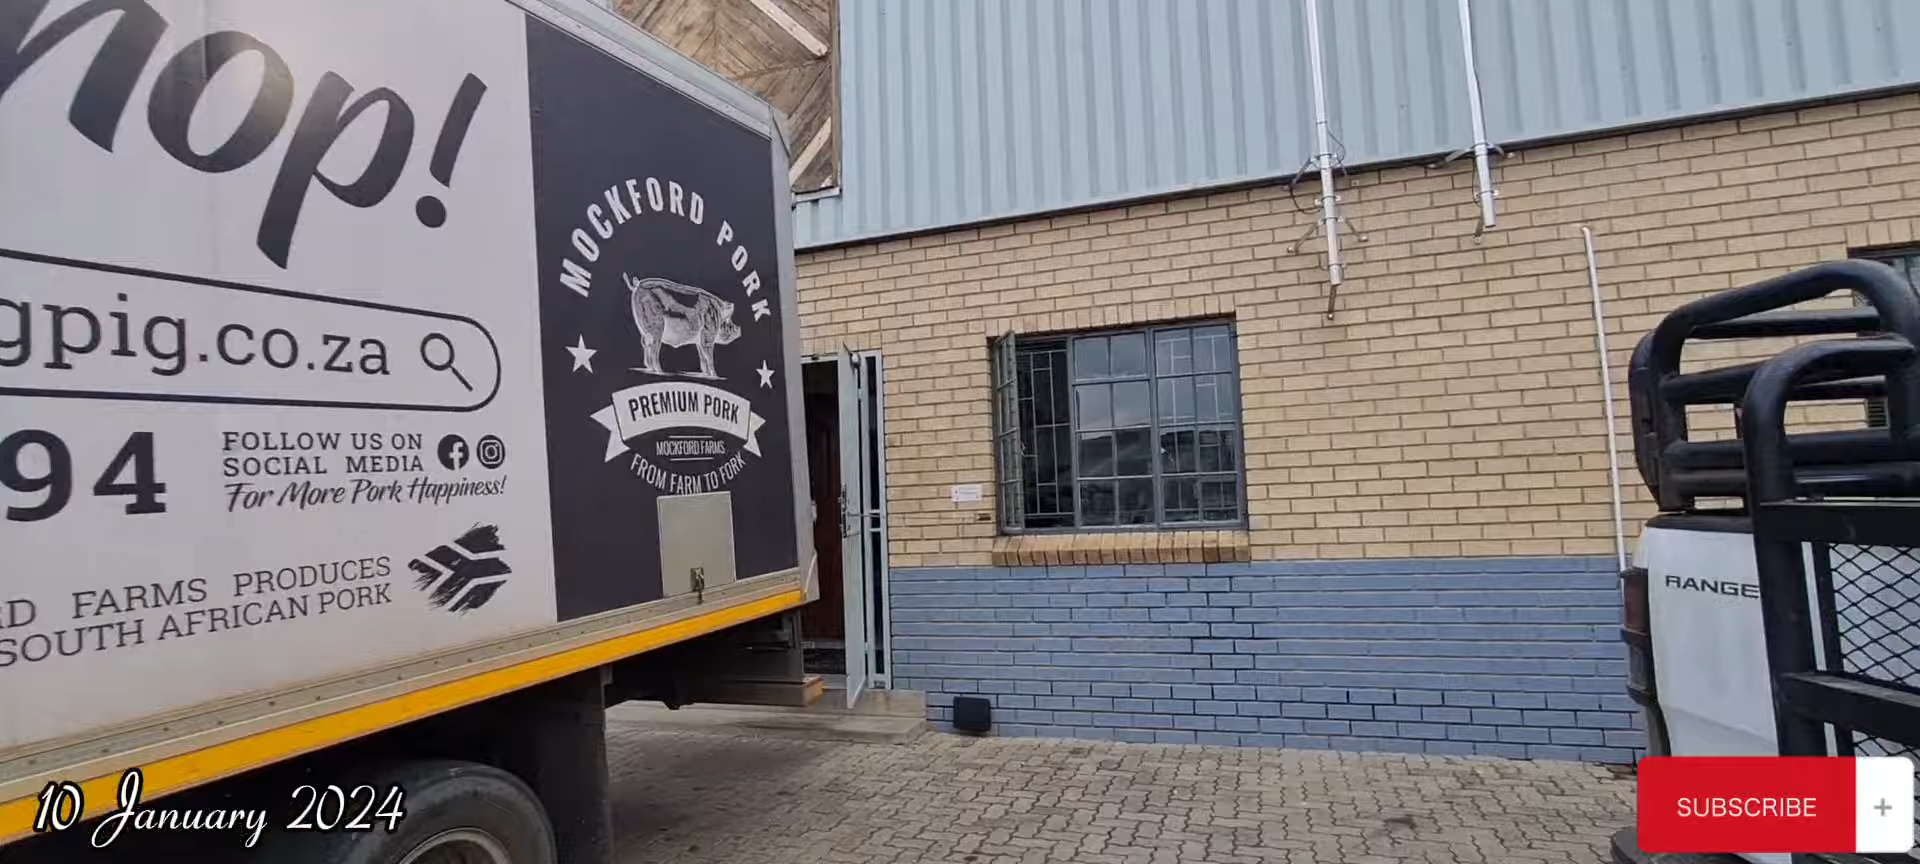 hop!
gpig.co.za
94
FOLLOW US ON
SOCIAL MEDIA
For More Pork Happiness!
RD FARMS PRODUCES
SOUTH AFRICAN PORK
MOCKFORD PORK
PREMIUM PORK
MOCKFORD FARMS
FROM FARM TO FORK
RANGE
10 January 2024
SUBSCRIBE +